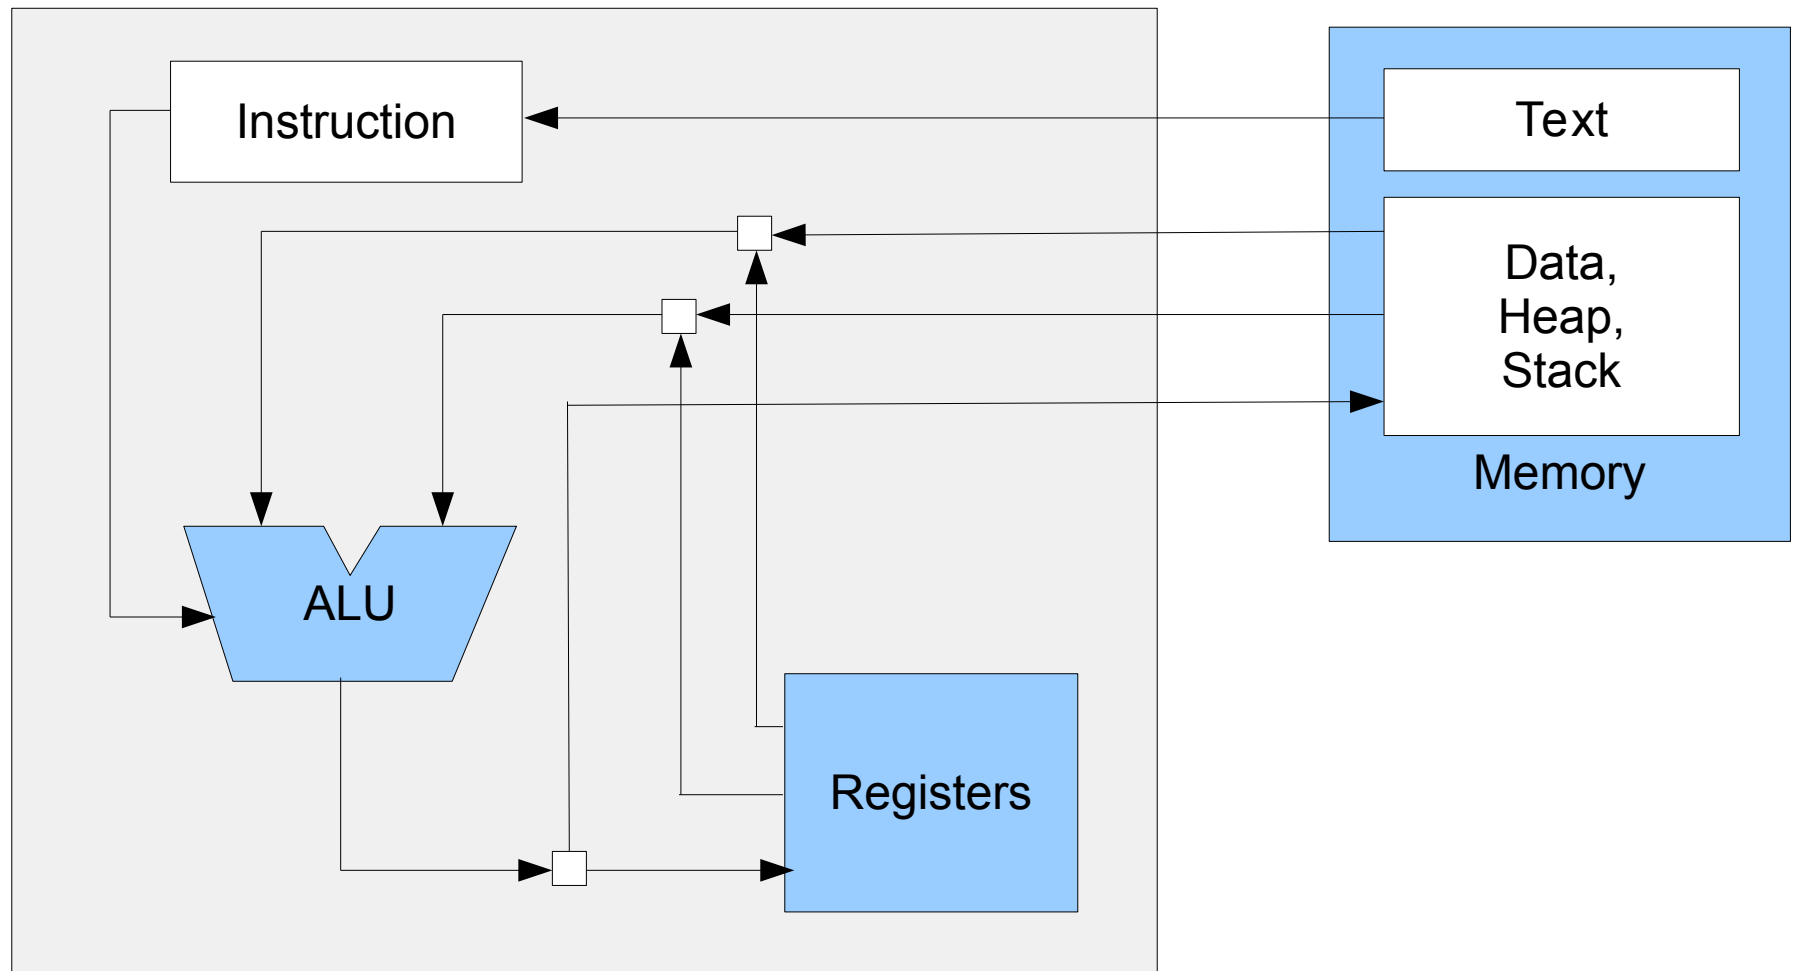 Instruction
Text
Data,
Heap,
Stack
Memory
ALU
Registers